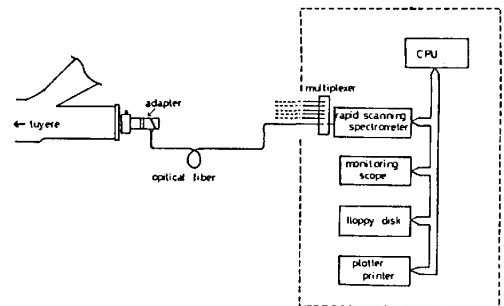 CPU
multiplexer
adapter
rapid scanning
spectrometer
← tuyere
optical fiber
monitoring
scope
floppy disk
plotter
printer